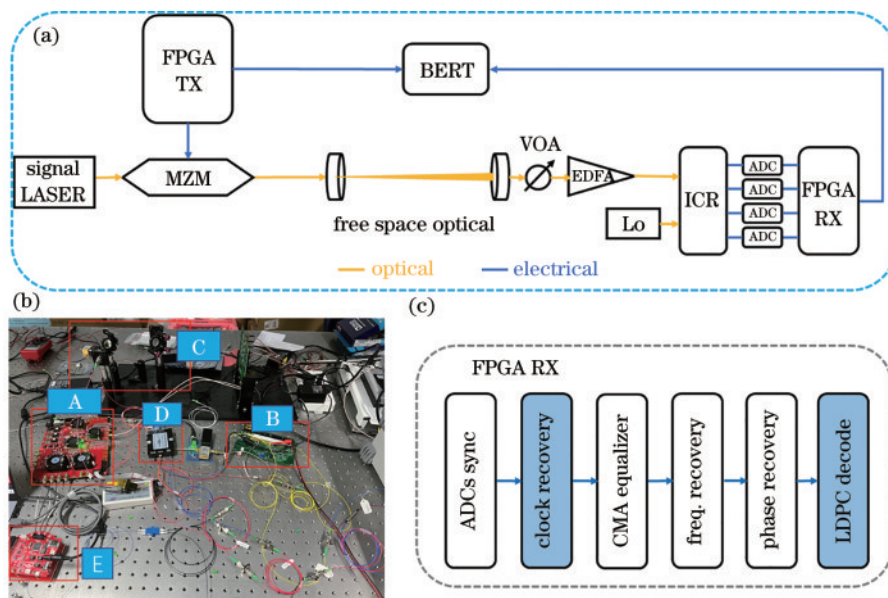 (a)
FPGA
TX
BERT
signal
LASER
MZM
VOA
EDFA
free space optical
Lo
ICR
ADC
ADC
ADC
ADC
FPGA
RX
optical
electrical
(b)
C
A
D
B
E
(c)
FPGA RX
ADCs sync
clock recovery
CMA equalizer
freq. recovery
phase recovery
LDPC decode